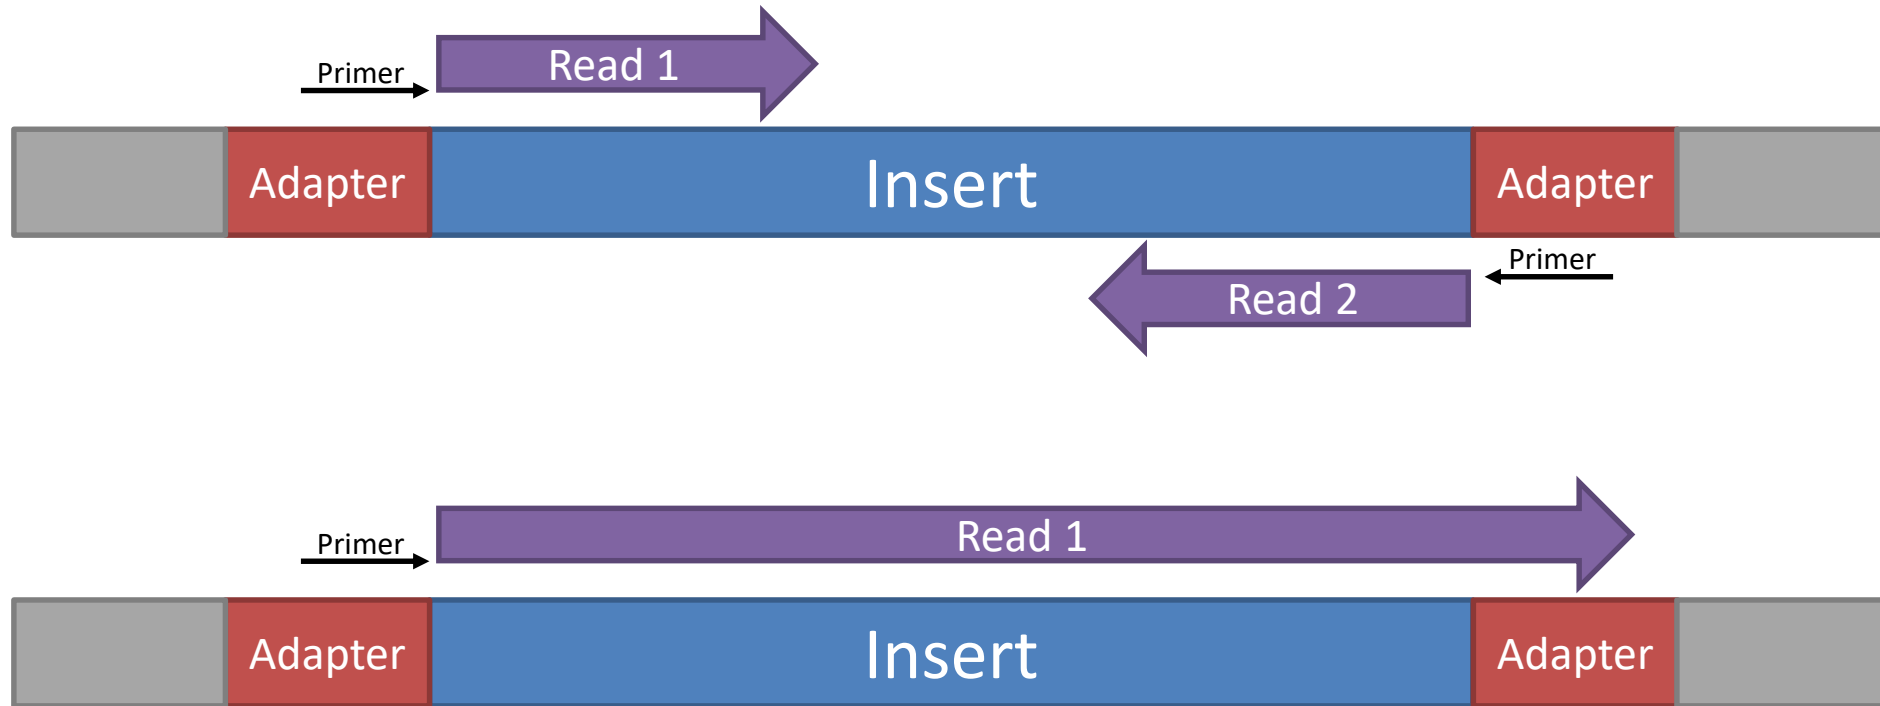 Primer
Read 1
Adapter
Insert
Adapter
Primer
Read 2
Primer
Read 1
Adapter
Insert
Adapter